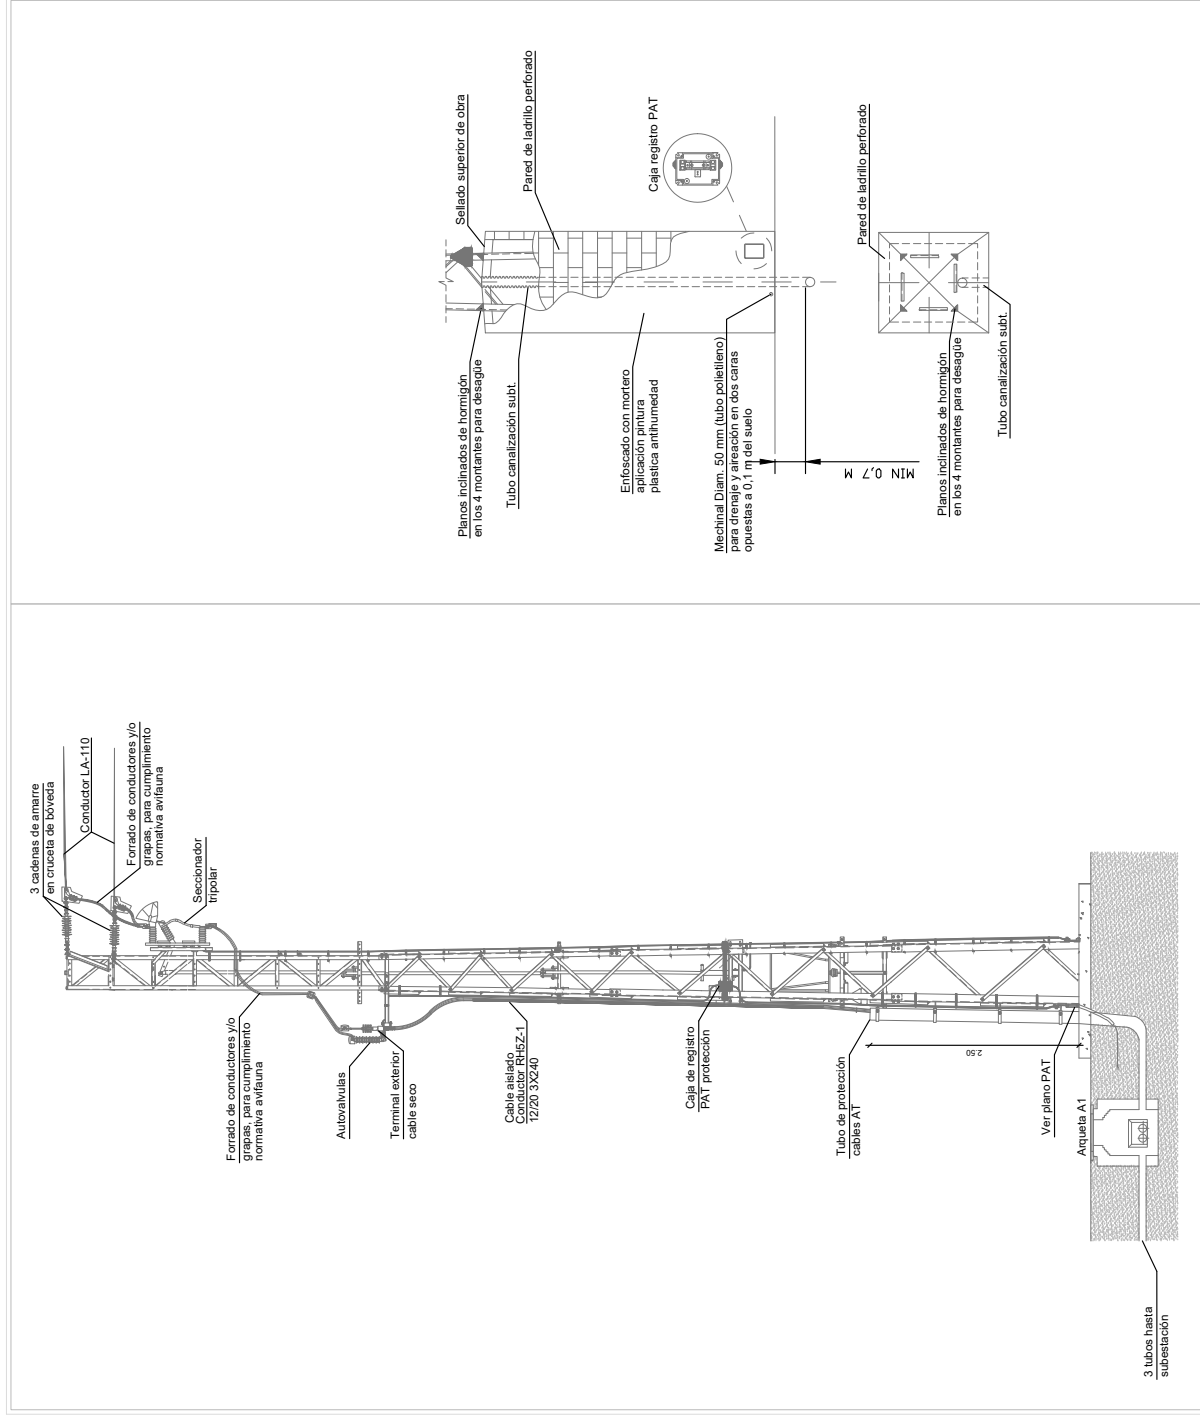 3 cadenas de amarre
en cruceta de bóveda
Conductor LA-110
Forrado de conductores y/o
grapas, para cumplimiento
normativa avifauna
Seccionador
tripolar
Forrado de conductores y/o
grapas, para cumplimiento
normativa avifauna
Autovalvulas
Terminal exterior
cable seco
Cable aislado
Conductor RH5Z-1
12/20 3X240
Caja de registro
PAT protección
Tubo de protección
cables AT
2.50
Ver plano PAT
Arqueta A1
3 tubos hasta
subestación
Sellado superior de obra
Pared de ladrillo perforado
Caja registro PAT
Planos inclinados de hormigón
en los 4 montantes para desagüe
Tubo canalización subt.
Enfoscado con mortero
aplicación pintura
plastica antihumedad
Mechinal Diam. 50 mm (tubo polietileno)
para drenaje y aireación en dos caras
opuestas a 0,1 m del suelo
MIN 0,7 M
Pared de ladrillo perforado
Planos inclinados de hormigón
en los 4 montantes para desagüe
Tubo canalización subt.